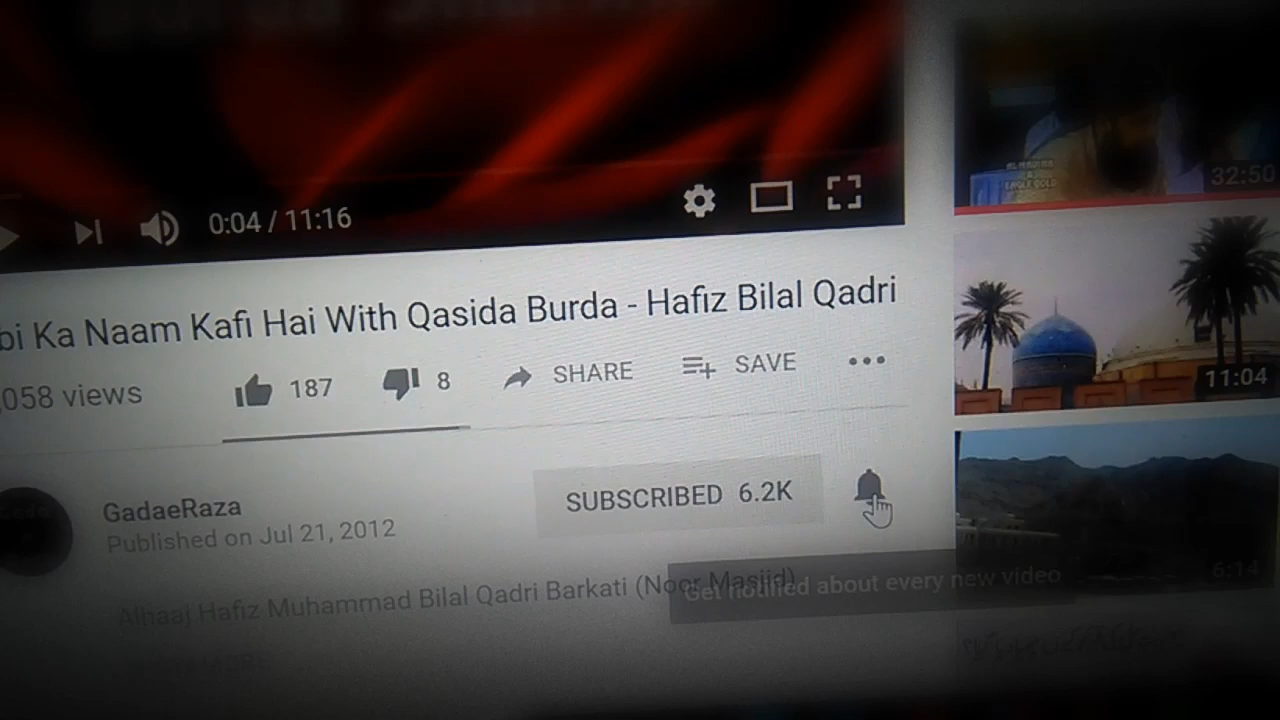 0:04 / 11:16
bi Ka Naam Kafi Hai With Qasida Burda - Hafiz Bilal Qadri
,058 views
187
8
SHARE
SAVE
GadaeRaza
Published on Jul 21, 2012
SUBSCRIBED 6.2K
Alhaaj Hafiz Muhammad Bilal Qadri Barkati (Noor Masjid)
Get notified about every new video
32:50
11:04
6:14